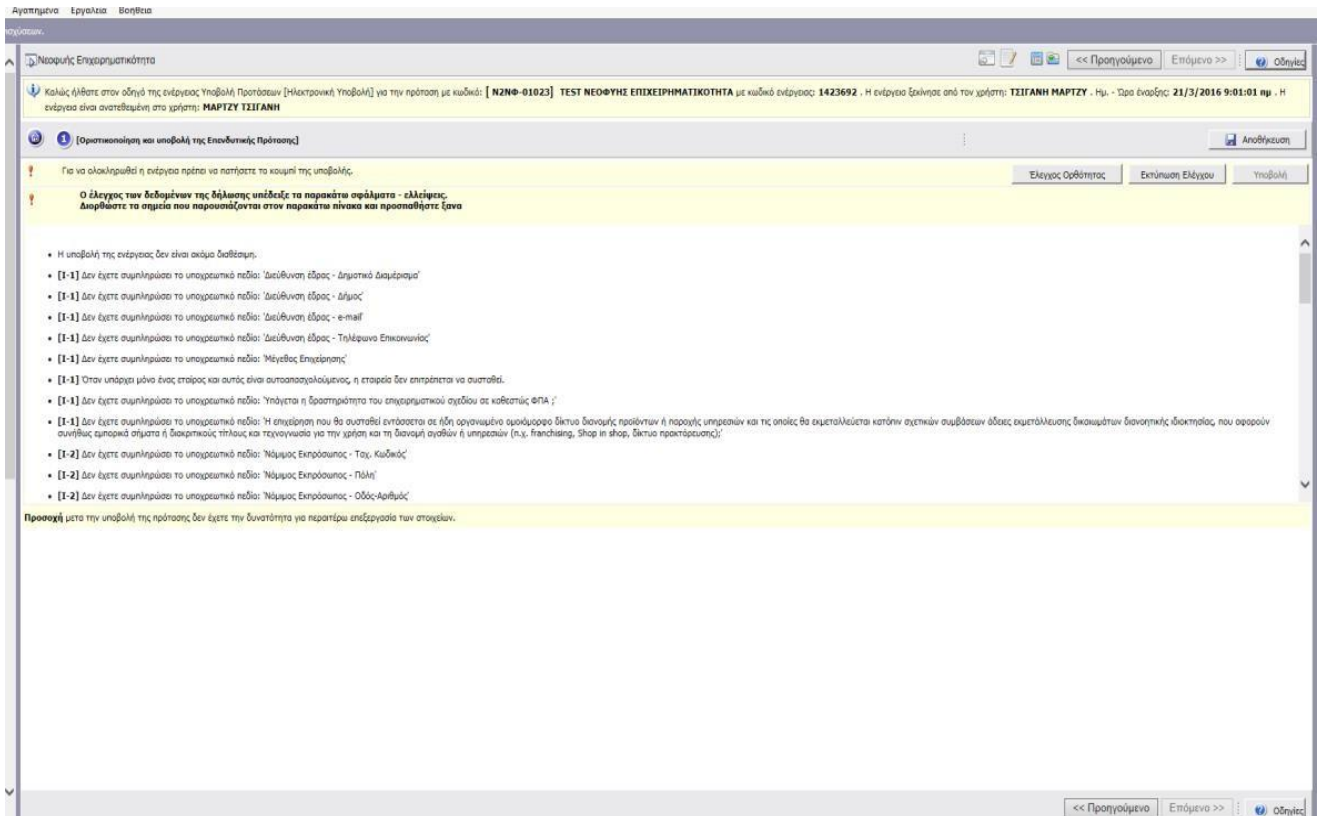 Αγαπημένα Εργαλεία Βοήθεια
ισχύσεων.
Νεοφυής Επιχειρηματικότητα
<< Προηγούμενο Επόμενο >> Οδηγίες
Καλώς ήλθατε στον οδηγό της ενέργειας Υποβολή Προτάσεων [Ηλεκτρονική Υποβολή] για την πρόταση με κωδικό: [ Ν2ΝΦ-01023] TEST ΝΕΟΦΥΗΣ ΕΠΙΧΕΙΡΗΜΑΤΙΚΟΤΗΤΑ με κωδικό ενέργειας: 1423692 . Η ενέργεια ξεκίνησε από τον χρήστη: ΤΣΙΓΑΝΗ ΜΑΡΤΖΥ . Ημ. - Ώρα έναρξης: 21/3/2016 9:01:01 πμ . Η
ενέργεια είναι ανατεθειμένη στο χρήστη: ΜΑΡΤΖΥ ΤΣΙΓΑΝΗ
1 [Οριστικοποίηση και υποβολή της Επενδυτικής Πρότασης] Αποθήκευση
Για να ολοκληρωθεί η ενέργεια πρέπει να πατήσετε το κουμπί της υποβολής.
Έλεγχος Ορθότητας Εκτύπωση Ελέγχου Υποβολή
Ο έλεγχος των δεδομένων της δήλωσης υπέδειξε τα παρακάτω σφάλματα - ελλείψεις.
Διορθώστε τα σημεία που παρουσιάζονται στον παρακάτω πίνακα και προσπαθήστε ξανα
• Η υποβολή της ενέργειας δεν είναι ακόμα διαθέσιμη.
• [I-1] Δεν έχετε συμπληρώσει το υποχρεωτικό πεδίο: 'Διεύθυνση έδρας - Δημοτικό Διαμέρισμα'
• [I-1] Δεν έχετε συμπληρώσει το υποχρεωτικό πεδίο: 'Διεύθυνση έδρας - Δήμος'
• [I-1] Δεν έχετε συμπληρώσει το υποχρεωτικό πεδίο: 'Διεύθυνση έδρας - e-mail'
• [I-1] Δεν έχετε συμπληρώσει το υποχρεωτικό πεδίο: 'Διεύθυνση έδρας - Τηλέφωνο Επικοινωνίας'
• [I-1] Δεν έχετε συμπληρώσει το υποχρεωτικό πεδίο: 'Μέγεθος Επιχείρησης'
• [I-1] Όταν υπάρχει μόνο ένας εταίρος και αυτός είναι αυτοαπασχολούμενος, η εταιρεία δεν επιτρέπεται να συσταθεί.
• [I-1] Δεν έχετε συμπληρώσει το υποχρεωτικό πεδίο: 'Υπάγεται η δραστηριότητα του επιχειρηματικού σχεδίου σε καθεστώς ΦΠΑ ;'
• [I-1] Δεν έχετε συμπληρώσει το υποχρεωτικό πεδίο: 'Η επιχείρηση που θα συσταθεί εντάσσεται σε ήδη οργανωμένο ομοιόμορφο δίκτυο διανομής προϊόντων ή παροχής υπηρεσιών και τις οποίες θα εκμεταλλεύεται κατόπιν σχετικών συμβάσεων άδειες εκμετάλλευσης δικαιωμάτων διανοητικής ιδιοκτησίας, που αφορούν
συνήθως εμπορικά σήματα ή διακριτικούς τίτλους και τεχνογνωσία για την χρήση και τη διανομή αγαθών ή υπηρεσιών (π.χ. franchising, Shop in shop, δίκτυο πρακτόρευσης);'
• [I-2] Δεν έχετε συμπληρώσει το υποχρεωτικό πεδίο: 'Νόμιμος Εκπρόσωπος - Ταχ. Κωδικός'
• [I-2] Δεν έχετε συμπληρώσει το υποχρεωτικό πεδίο: 'Νόμιμος Εκπρόσωπος - Πόλη'
• [I-2] Δεν έχετε συμπληρώσει το υποχρεωτικό πεδίο: 'Νόμιμος Εκπρόσωπος - Οδός-Αριθμός'
Προσοχή μετα την υποβολή της πρότασης δεν έχετε την δυνατότητα για περαιτέρω επεξεργασία των στοιχείων.
<< Προηγούμενο Επόμενο >> Οδηγίες